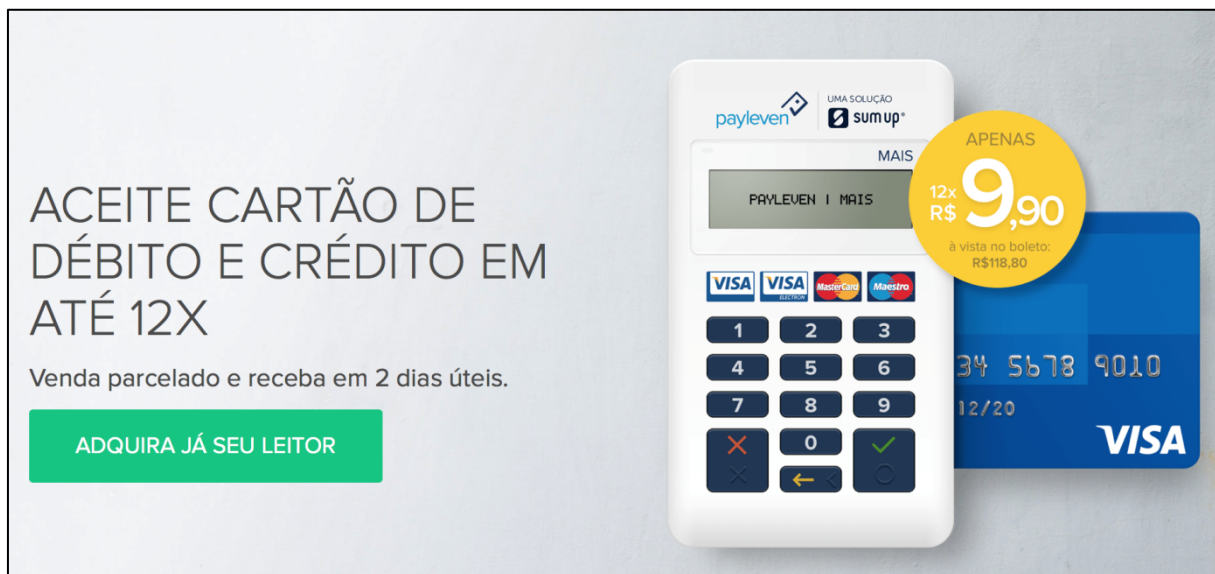 ACEITE CARTÃO DE
DÉBITO E CRÉDITO EM
ATÉ 12X
Venda parcelado e receba em 2 dias úteis.
ADQUIRA JÁ SEU LEITOR
payleven
UMA SOLUÇÃO
sumup
MAIS
PAYLEVEN | MAIS
VISA
VISA
ELECTRON
MasterCard
Maestro
1 2 3
4 5 6
7 8 9
0
APENAS
12x
R$ 9,90
à vista no boleto:
R$118,80
34 5678 9010
12/20
VISA